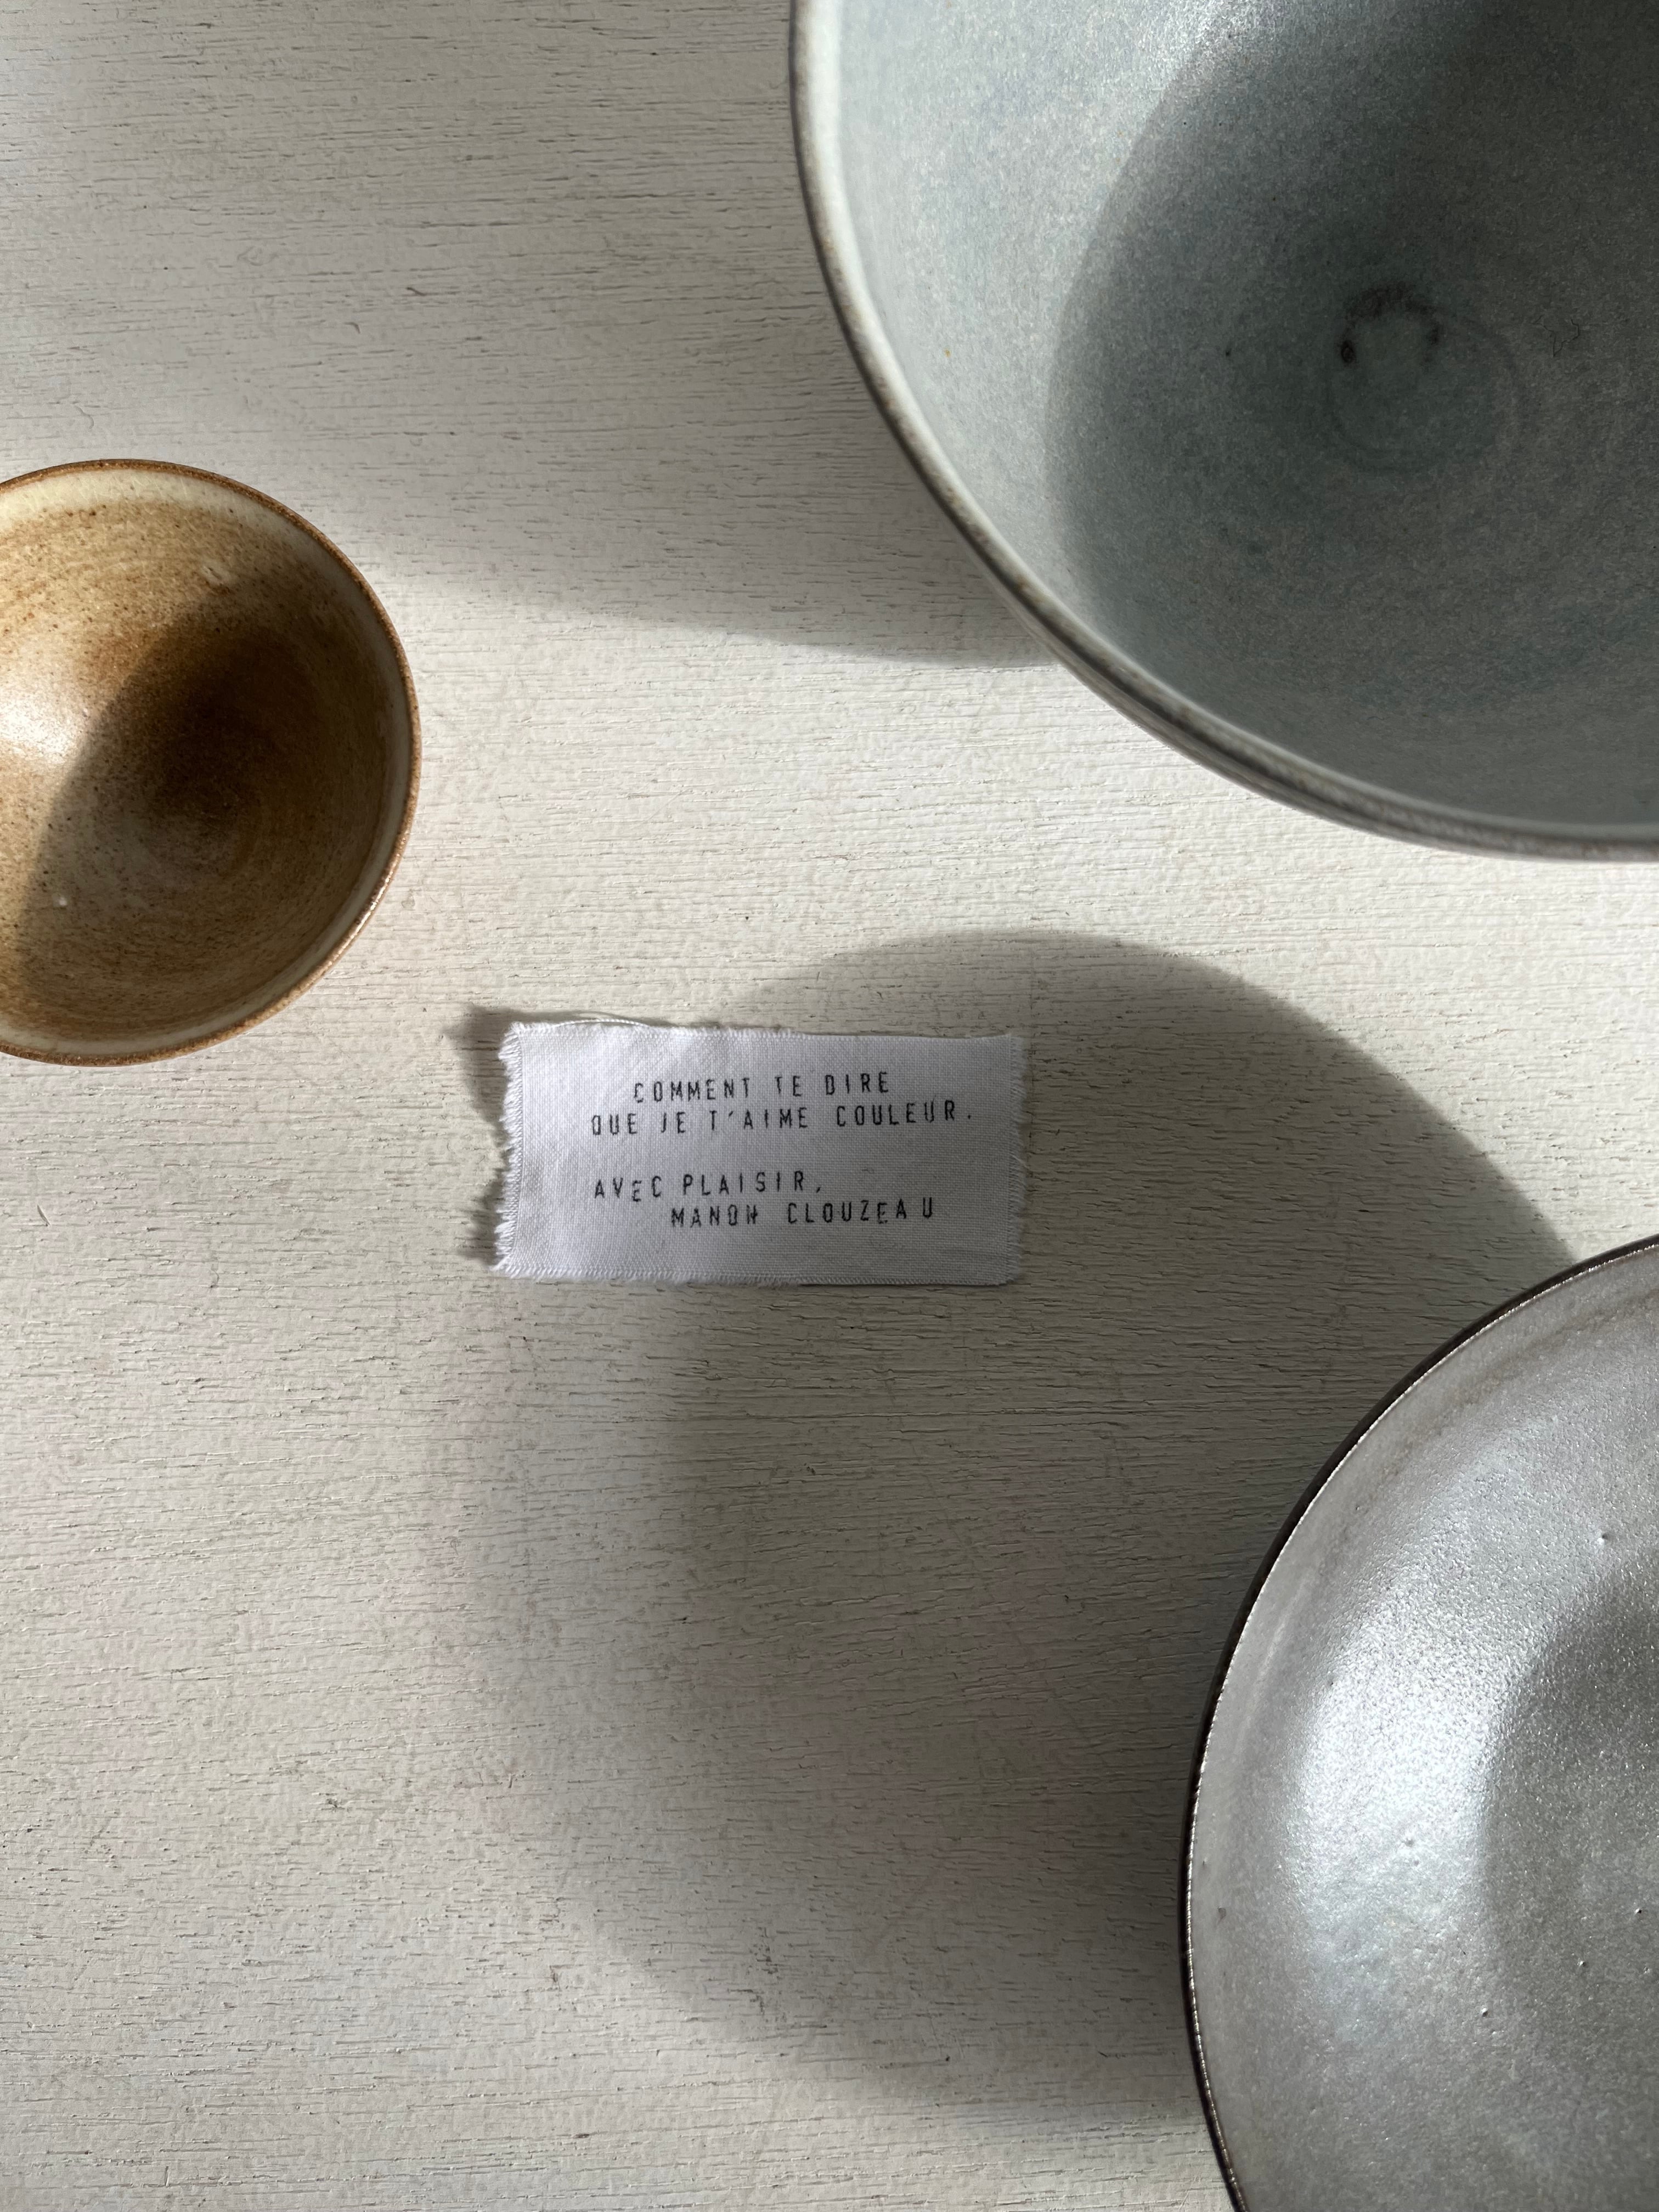 COMMENT TE DIRE
QUE JE T'AIME COULEUR.
AVEC PLAISIR,
MANON CLOUZEAU